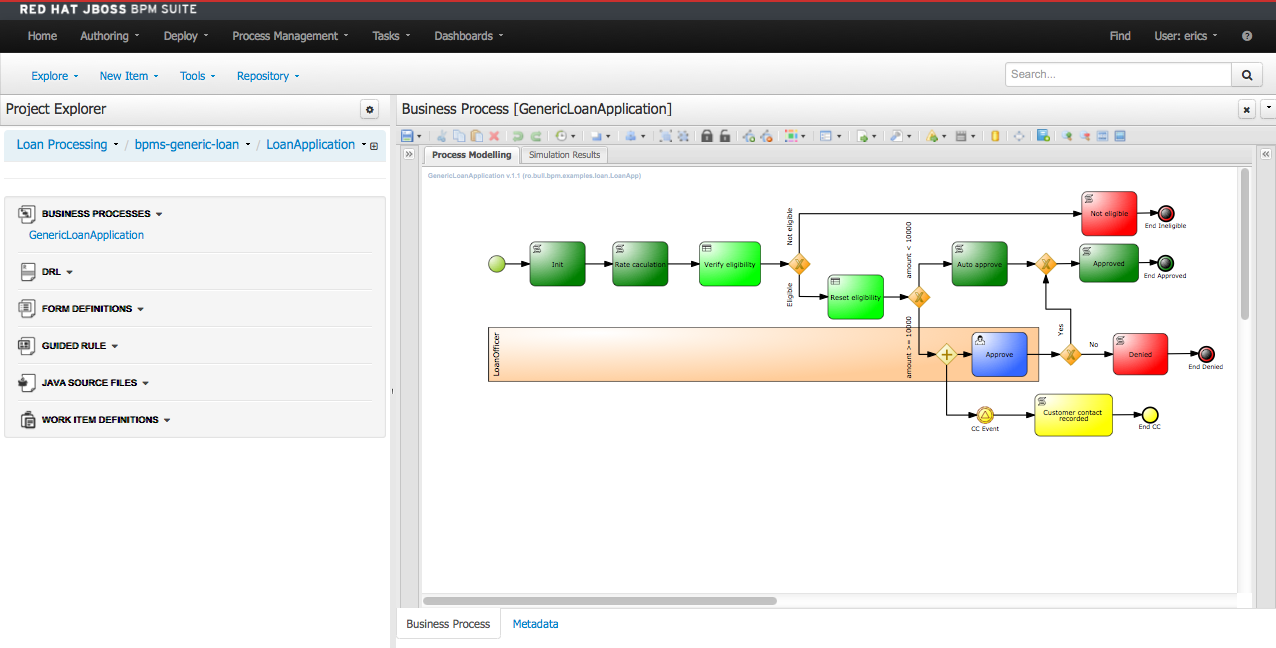 RED HAT JBOSS BPM SUITE
Home Authoring Deploy Process Management Tasks Dashboards Find User: erics ?
Explore New Item Tools Repository Search...
Project Explorer
Loan Processing / bpms-generic-loan / LoanApplication
BUSINESS PROCESSES
GenericLoanApplication
DRL
FORM DEFINITIONS
GUIDED RULE
JAVA SOURCE FILES
WORK ITEM DEFINITIONS
Business Process [GenericLoanApplication]
Process Modelling Simulation Results
GenericLoanApplication v.1.1 (ro.bull.bpm.examples.loan.LoanApp)
Not eligible
Not eligible
End Ineligible
Init
Rate caculation
Verify eligibility
Eligible
Reset eligibility
amount < 10000
Auto approve
Approved
End Approved
LoanOfficer
amount >= 10000
Approve
Yes
No
Denied
End Denied
CC Event
Customer contact
recorded
End CC
Business Process Metadata